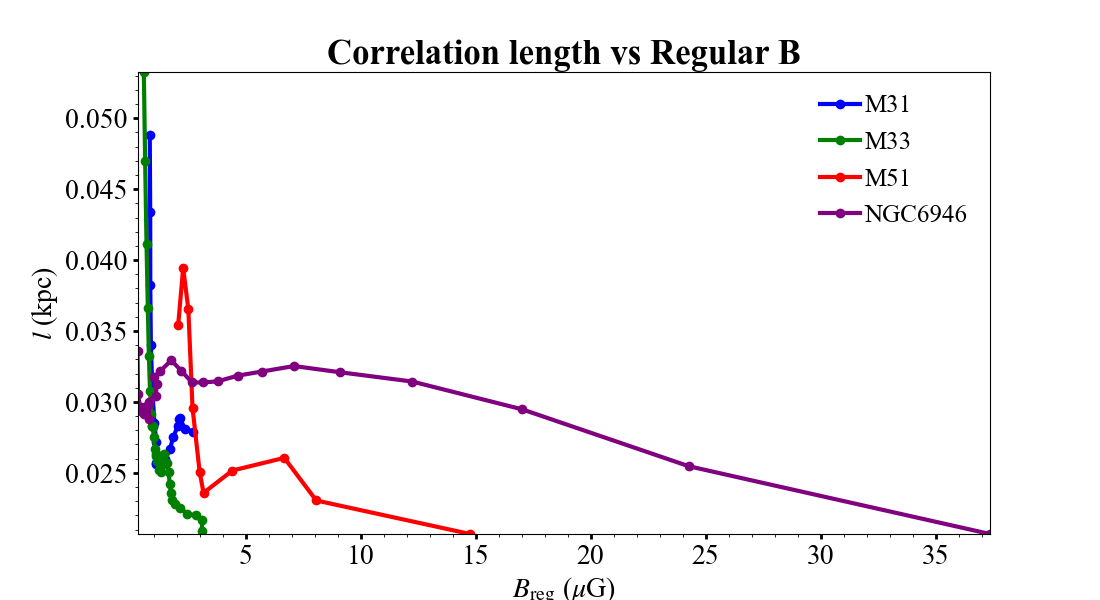 Correlation length vs Regular B
M31
M33
M51
NGC6946
0.050
0.045
0.040
0.035
0.030
0.025
l (kpc)
5 10 15 20 25 30 35
B_reg (μG)